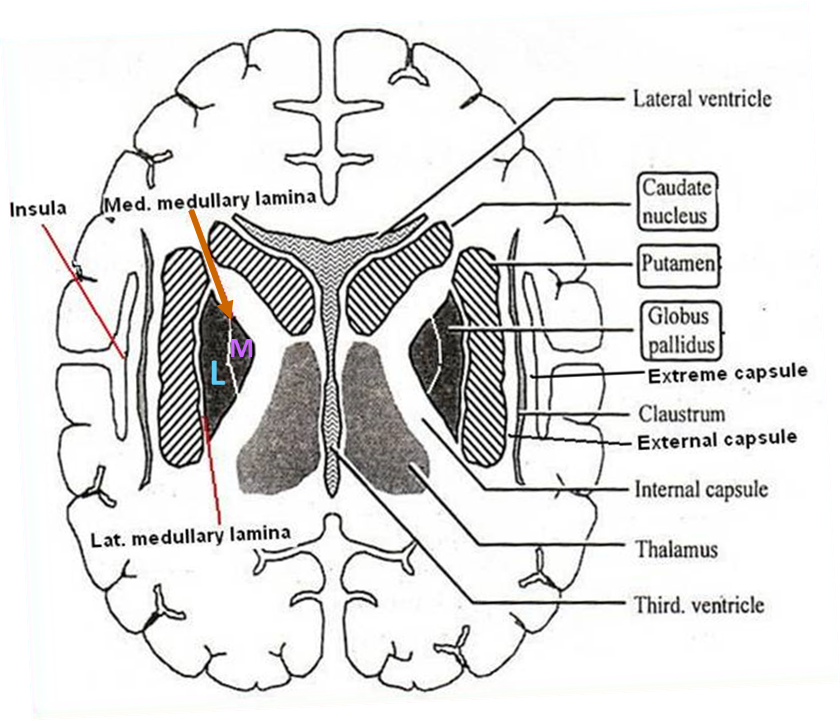 Lateral ventricle
Insula
Med. medullary lamina
Caudate
nucleus
Putamen
Globus
pallidus
M
L
Extreme capsule
Claustrum
External capsule
Internal capsule
Lat. medullary lamina
Thalamus
Third. ventricle